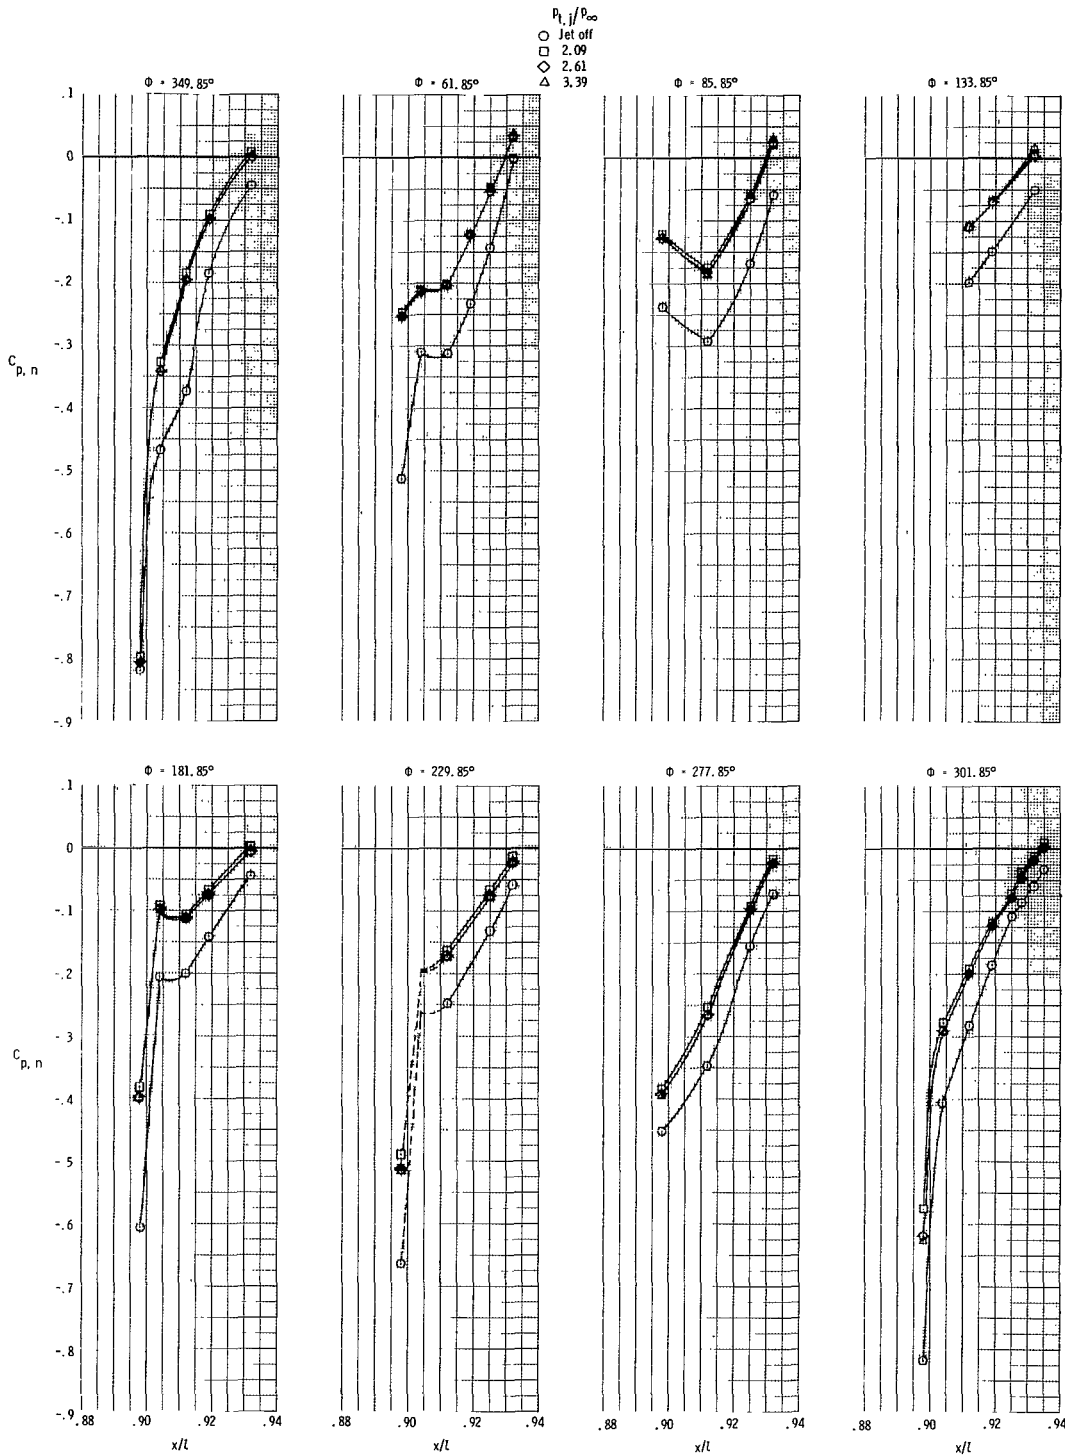 p_t,j/p_∞
Jet off
2.09
2.61
3.39
Φ = 349.85°
61.85°
Φ = 85.85°
Φ = 133.85°
.1
0
-.1
-.2
-.3
-.4
-.5
-.6
-.7
-.8
-.9
C_p,n
Φ = 181.85°
Φ = 229.85°
Φ = 277.85°
Φ = 301.85°
.1
0
-.1
-.2
-.3
-.4
-.5
-.6
-.7
-.8
-.9
C_p,n
.88 .90 .92 .94
.90 .92 .94
.90 .92 .94
.90 .92 .94
x/l
x/l
x/l
x/l